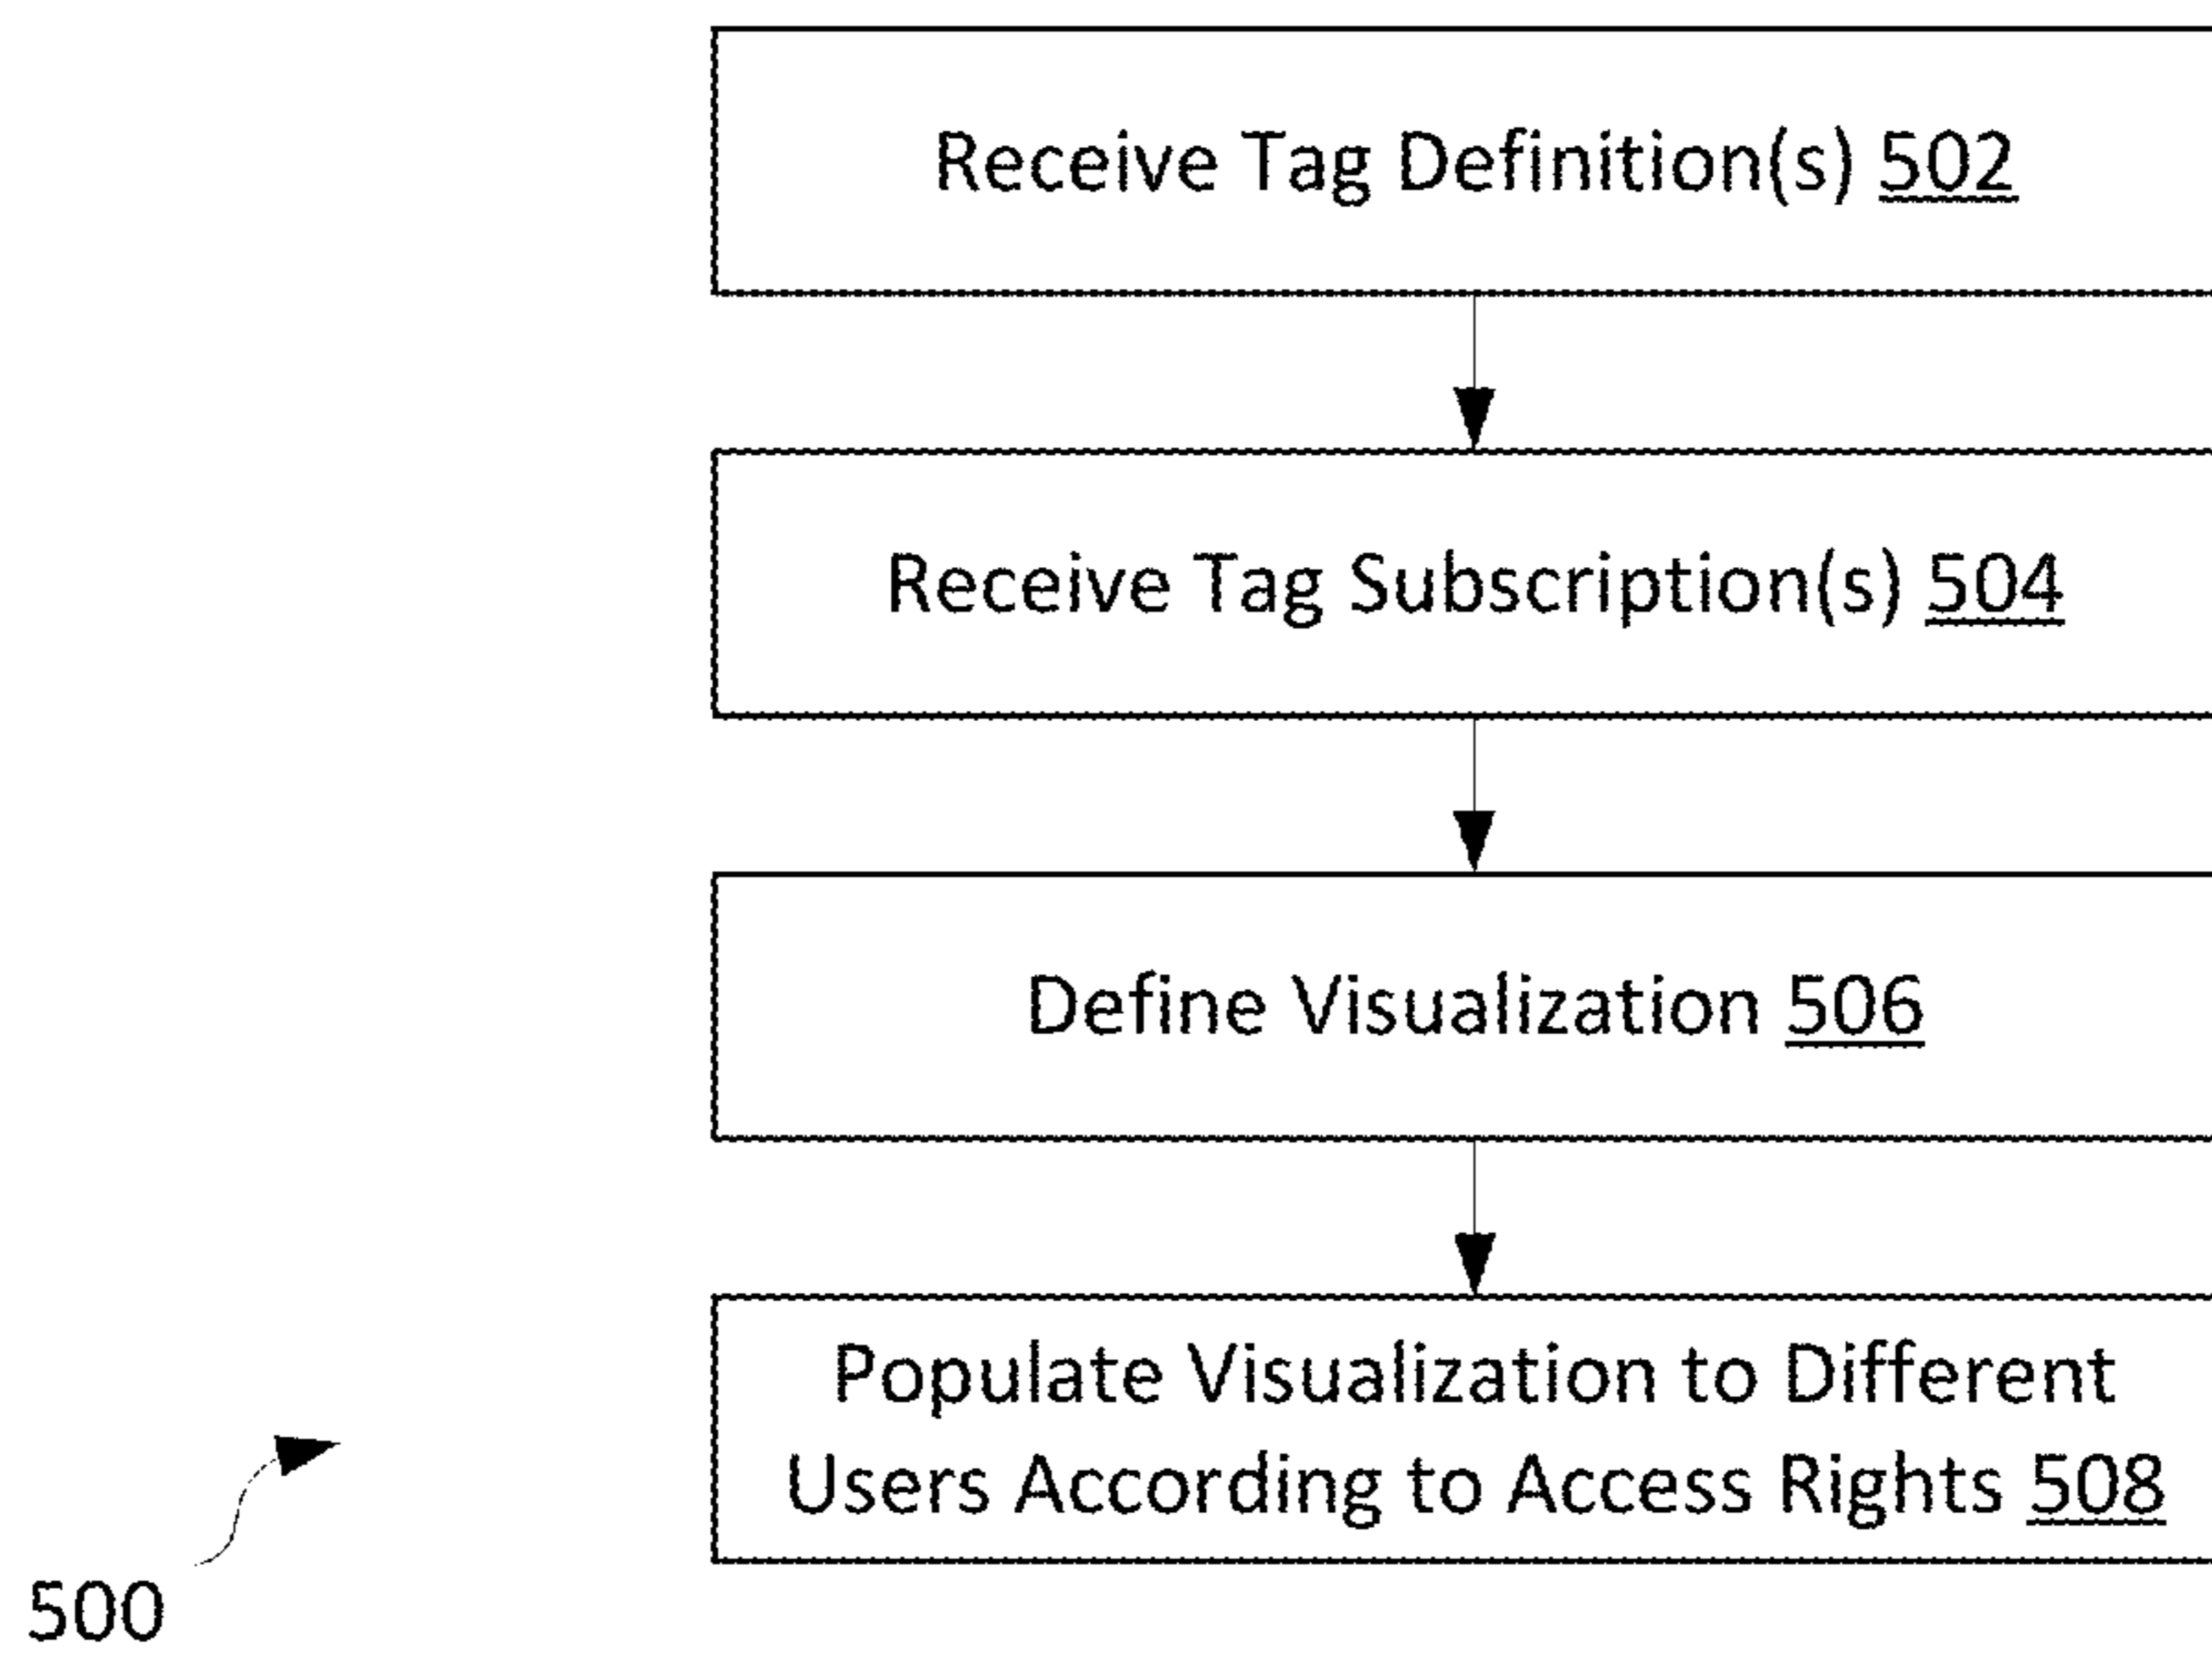 Receive Tag Definition(s) 502
Receive Tag Subscription(s) 504
Define Visualization 506
Populate Visualization to Different
Users According to Access Rights 508
500